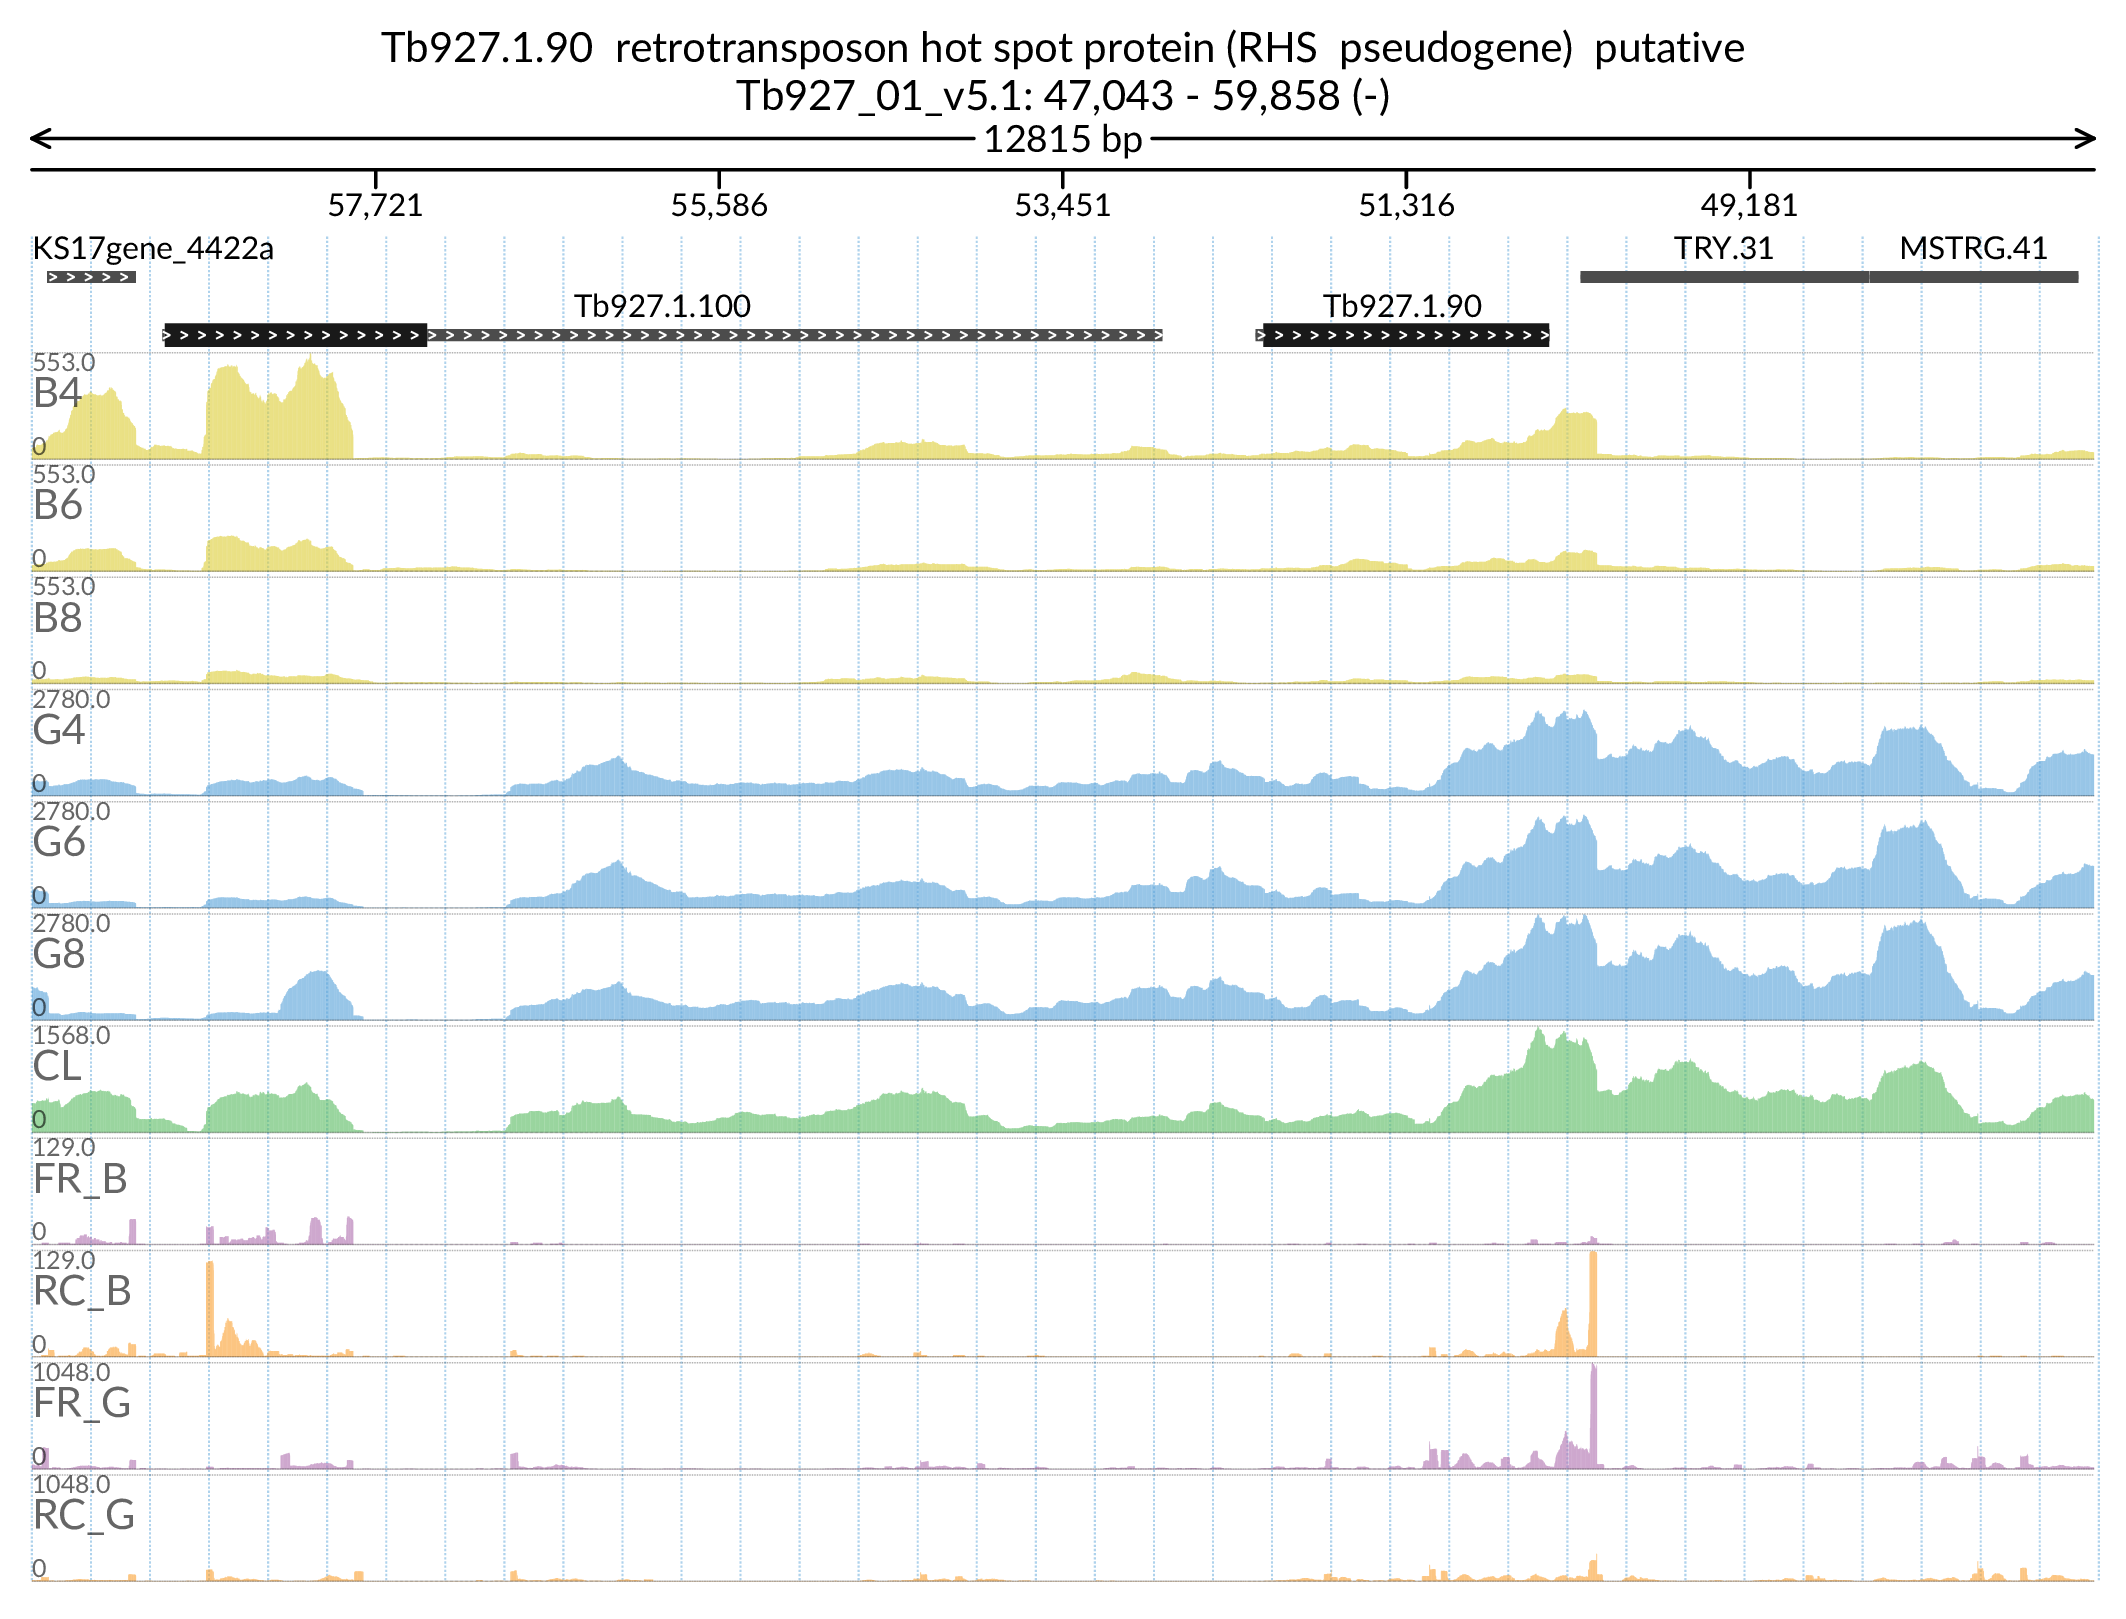 Tb927.1.90 retrotransposon hot spot protein (RHS pseudogene) putative
Tb927_01_v5.1: 47,043 - 59,858 (-)
12815 bp
57,721 55,586 53,451 51,316 49,181
KS17gene_4422a TRY.31 MSTRG.41
Tb927.1.100 Tb927.1.90
553.0
B4
0
553.0
B6
0
553.0
B8
0
2780.0
G4
0
2780.0
G6
0
2780.0
G8
0
1568.0
CL
0
129.0
FR_B
0
129.0
RC_B
0
1048.0
FR_G
0
1048.0
RC_G
0